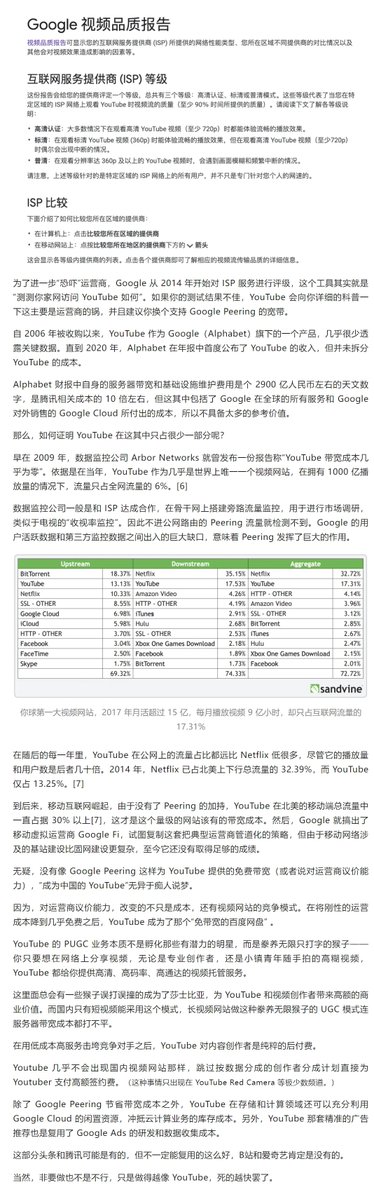 Google 视频品质报告
视频品质报告可显示您的互联网服务提供商 (ISP) 所提供的网络性能类型、您所在区域不同提供商的对比情况以及
其他会对视频效果造成影响的因素等。
互联网服务提供商 (ISP) 等级
这份报告会给您的提供商评定一个等级，总共有三个等级：高清认证、标清或普清模式。这些等级代表了当您在特
定区域的 ISP 网络上观看 YouTube 时视频流的质量（至少 90% 时间所提供的质量）。请阅读下文了解各等级说
明：
• 高清认证：大多数情况下在观看高清 YouTube 视频（至少 720p）时都能体验流畅的播放效果。
• 标清：在观看标清 YouTube 视频 (360p) 时能体验流畅的播放效果，但在观看高清 YouTube 视频（至少720p）
时偶尔会出现中断的情况。
• 普清：在观看分辨率达 360p 及以上的 YouTube 视频时，会遇到画面模糊和频繁中断的情况。
请注意，上述等级针对的是特定区域的 ISP 网络上的所有用户，并不只是专门针对您个人的网速的。
ISP 比较
下面介绍了如何比较您所在区域的提供商：
• 在计算机上：点击比较您所在区域的提供商
• 在移动网站上：点按比较您所在地区的提供商下方的 箭头
这会显示各等级内提供商的列表。点击各个提供商即可了解相应的视频流传输品质的详细信息。
为了进一步“恐吓”运营商，Google 从 2014 年开始对 ISP 服务进行评级，这个工具其实就是
“测测你家网访问 YouTube 如何”。如果你的测试结果不佳，YouTube 会向你详细的科普一
下这主要是运营商的锅，并且建议你换个支持 Google Peering 的宽带。
自 2006 年被收购以来，YouTube 作为 Google（Alphabet）旗下的一个产品，几乎很少透
露关键数据。直到 2020 年，Alphabet 在年报中首度公布了 YouTube 的收入，但并未拆分
YouTube 的成本。
Alphabet 财报中自身的服务器带宽和基础设施维护费用是个 2900 亿人民币左右的天文数
字，是腾讯相关成本的 10 倍左右，但这其中包括了 Google 在全球的所有服务和 Google
对外销售的 Google Cloud 所付出的成本，所以不具备太多的参考价值。
那么，如何证明 YouTube 在这其中只占很少一部分呢？
早在 2009 年，数据监控公司 Arbor Networks 就曾发布一份报告称“YouTube 带宽成本几
乎为零”。依据是在当年，YouTube 作为几乎是世界上唯一一个视频网站，在拥有 1000 亿播
放量的情况下，流量只占全网流量的 6%。[6]
数据监控公司一般是和 ISP 达成合作，在骨干网上搭建旁路流量监控，用于进行市场调研，
类似于电视的“收视率监控”。因此不进公网路由的 Peering 流量就检测不到。Google 的
用户活跃数据和第三方监控数据之间出入的巨大缺口，意味着 Peering 发挥了巨大的作用。
Upstream Downstream Aggregate
BitTorrent 18.37% Netflix 35.15% Netflix 32.72%
YouTube 13.13% YouTube 17.53% YouTube 17.31%
Netflix 10.33% Amazon Video 4.26% HTTP - OTHER 4.14%
SSL - OTHER 8.55% HTTP - OTHER 4.19% Amazon Video 3.96%
Google Cloud 6.98% iTunes 2.91% SSL - OTHER 3.12%
iCloud 5.98% Hulu 2.68% BitTorrent 2.85%
HTTP - OTHER 3.70% SSL - OTHER 2.53% iTunes 2.67%
Facebook 3.04% Xbox One Games Download 2.18% Hulu 2.47%
FaceTime 2.50% Facebook 1.89% Xbox One Games Download 2.15%
Skype 1.75% BitTorrent 1.73% Facebook 2.01%
69.32% 74.33% 72.72%
sandvine
你球第一大视频网站，2017 年月活超过 15 亿，每月播放视频 9 亿小时，却只占互联网流量的
17.31%
在随后的每一年里，YouTube 在公网上的流量占比都远比 Netflix 低很多，尽管它的播放量
和用户数是后者几十倍。2014 年，Netflix 已占北美上下行总流量的 32.39%，而 YouTube
仅占 13.25%。[7]
到后来，移动互联网崛起，由于没有了 Peering 的加持，YouTube 在北美的移动端总流量中
一直占据 30% 以上[7]，这才是这个量级的网站该有的带宽成本。然后，Google 就搞出了
移动虚拟运营商 Google Fi，试图复制这套把典型运营商管道化的策略，但由于移动网络涉
及的基站建设比固网建设更复杂，至今它还没有取得足够的成绩。
无疑，没有像 Google Peering 这样为 YouTube 提供的免费带宽（或者说对运营商议价能
力），“成为中国的 YouTube”无异于痴人说梦。
因为，对运营商议价能力，改变的不只是成本，还有视频网站的竞争模式。在将刚性的运营
成本降到几乎免费之后，YouTube 成为了那个“免带宽的百度网盘” 。
YouTube 的 PUGC 业务本质不是孵化那些有潜力的明星，而是豢养无限只打字的猴子——
你只要想在网络上分享视频，无论是专业创作者，还是小镇青年随手拍的高糊视频，
YouTube 都给你提供高清、高码率、高通达的视频托管服务。
这里面总会有一些猴子误打误撞的成为了莎士比亚，为 YouTube 和视频创作者带来高额的商
业价值。而国内只有短视频能采用这个模式，长视频网站做这种豢养无限猴子的 UGC 模式连
服务器带宽成本都打不平。
在用低成本高服务击垮竞争对手之后，YouTube 对内容创作者是纯粹的后付费。
Youtube 几乎不会出现国内视频网站那样，跳过按数据分成的创作者分成计划直接为
Youtuber 支付高额签约费。（这种事情只出现在 YouTube Red Camera 等极少数频道。）
除了 Google Peering 节省带宽成本之外，YouTube 在存储和计算领域还可以充分利用
Google Cloud 的闲置资源，冲抵云计算业务的库存成本。另外，YouTube 那套精准的广告
推荐也是复用了 Google Ads 的研发和数据收集成本。
这部分头条和腾讯可能是有的，但不一定能复用的这么好，B站和爱奇艺肯定是没有的。
当然，非要做也不是不行，只是做得越像 YouTube，死的越快罢了。